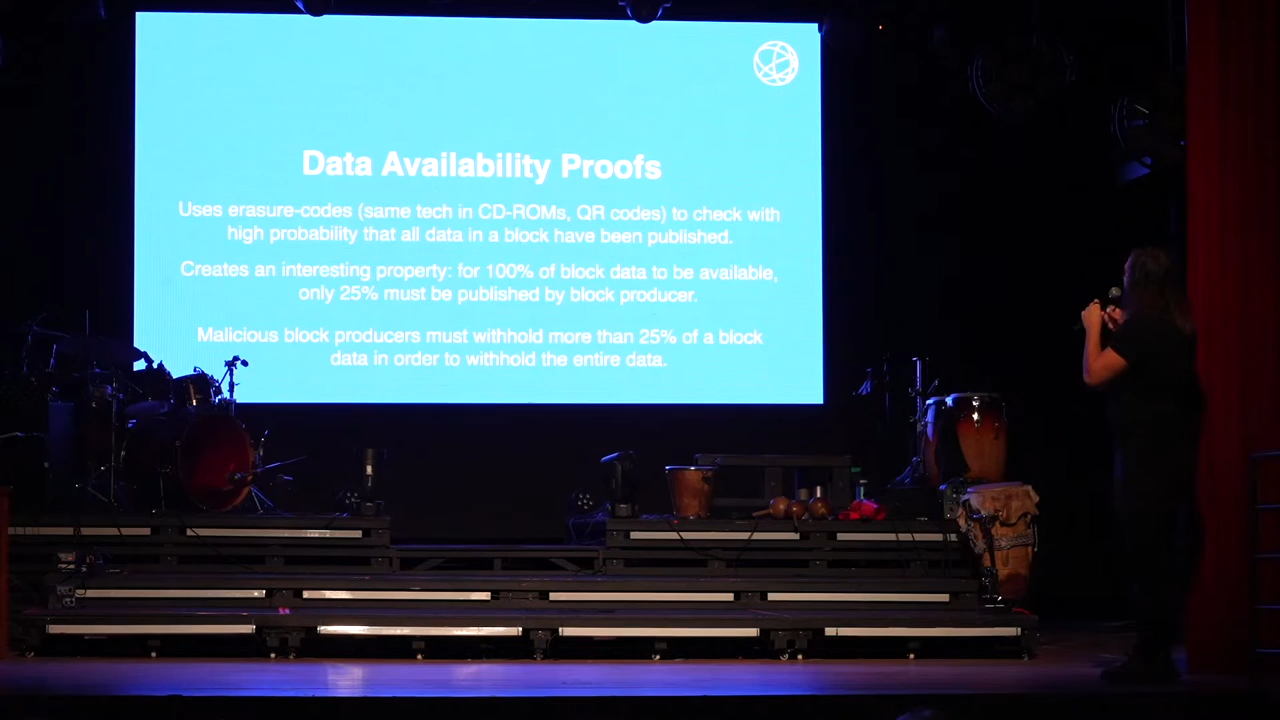 Data Availability Proofs
Uses erasure-codes (same tech in CD-ROMs, QR codes) to check with
high probability that all data in a block have been published.
Creates an interesting property: for 100% of block data to be available,
only 25% must be published by block producer.
Malicious block producers must withhold more than 25% of a block
data in order to withhold the entire data.